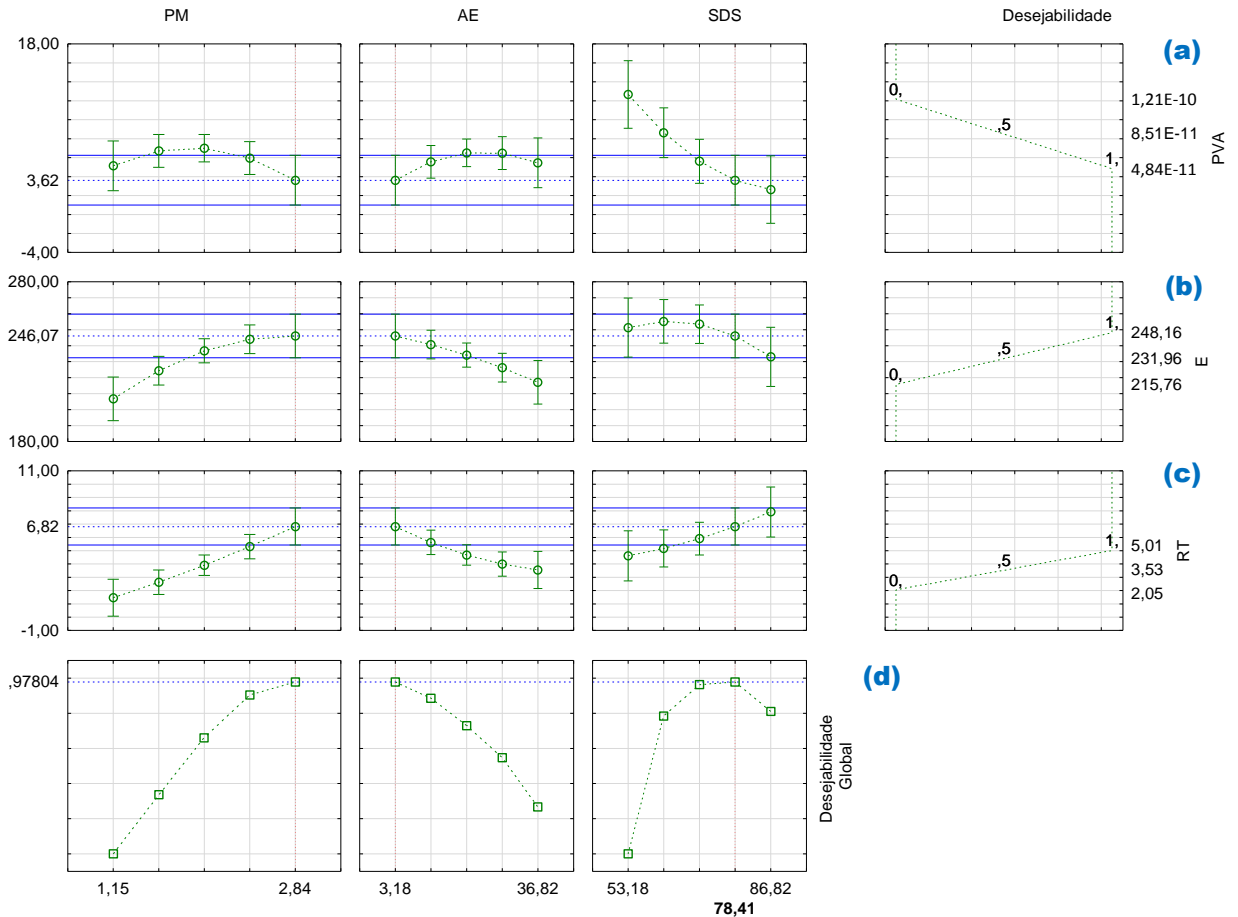 PM AE SDS Desejabilidade
(a)
18,00
3,62
-4,00
0,
,5
1,
1,21E-10
8,51E-11
4,84E-11
PVA
(b)
280,00
246,07
180,00
1,
,5
0,
248,16
231,96
215,76
E
(c)
11,00
6,82
-1,00
1,
,5
0,
5,01
3,53
2,05
RT
(d)
,97804
Desejabilidade
Global
1,15 2,84 3,18 36,82 53,18 86,82
78,41